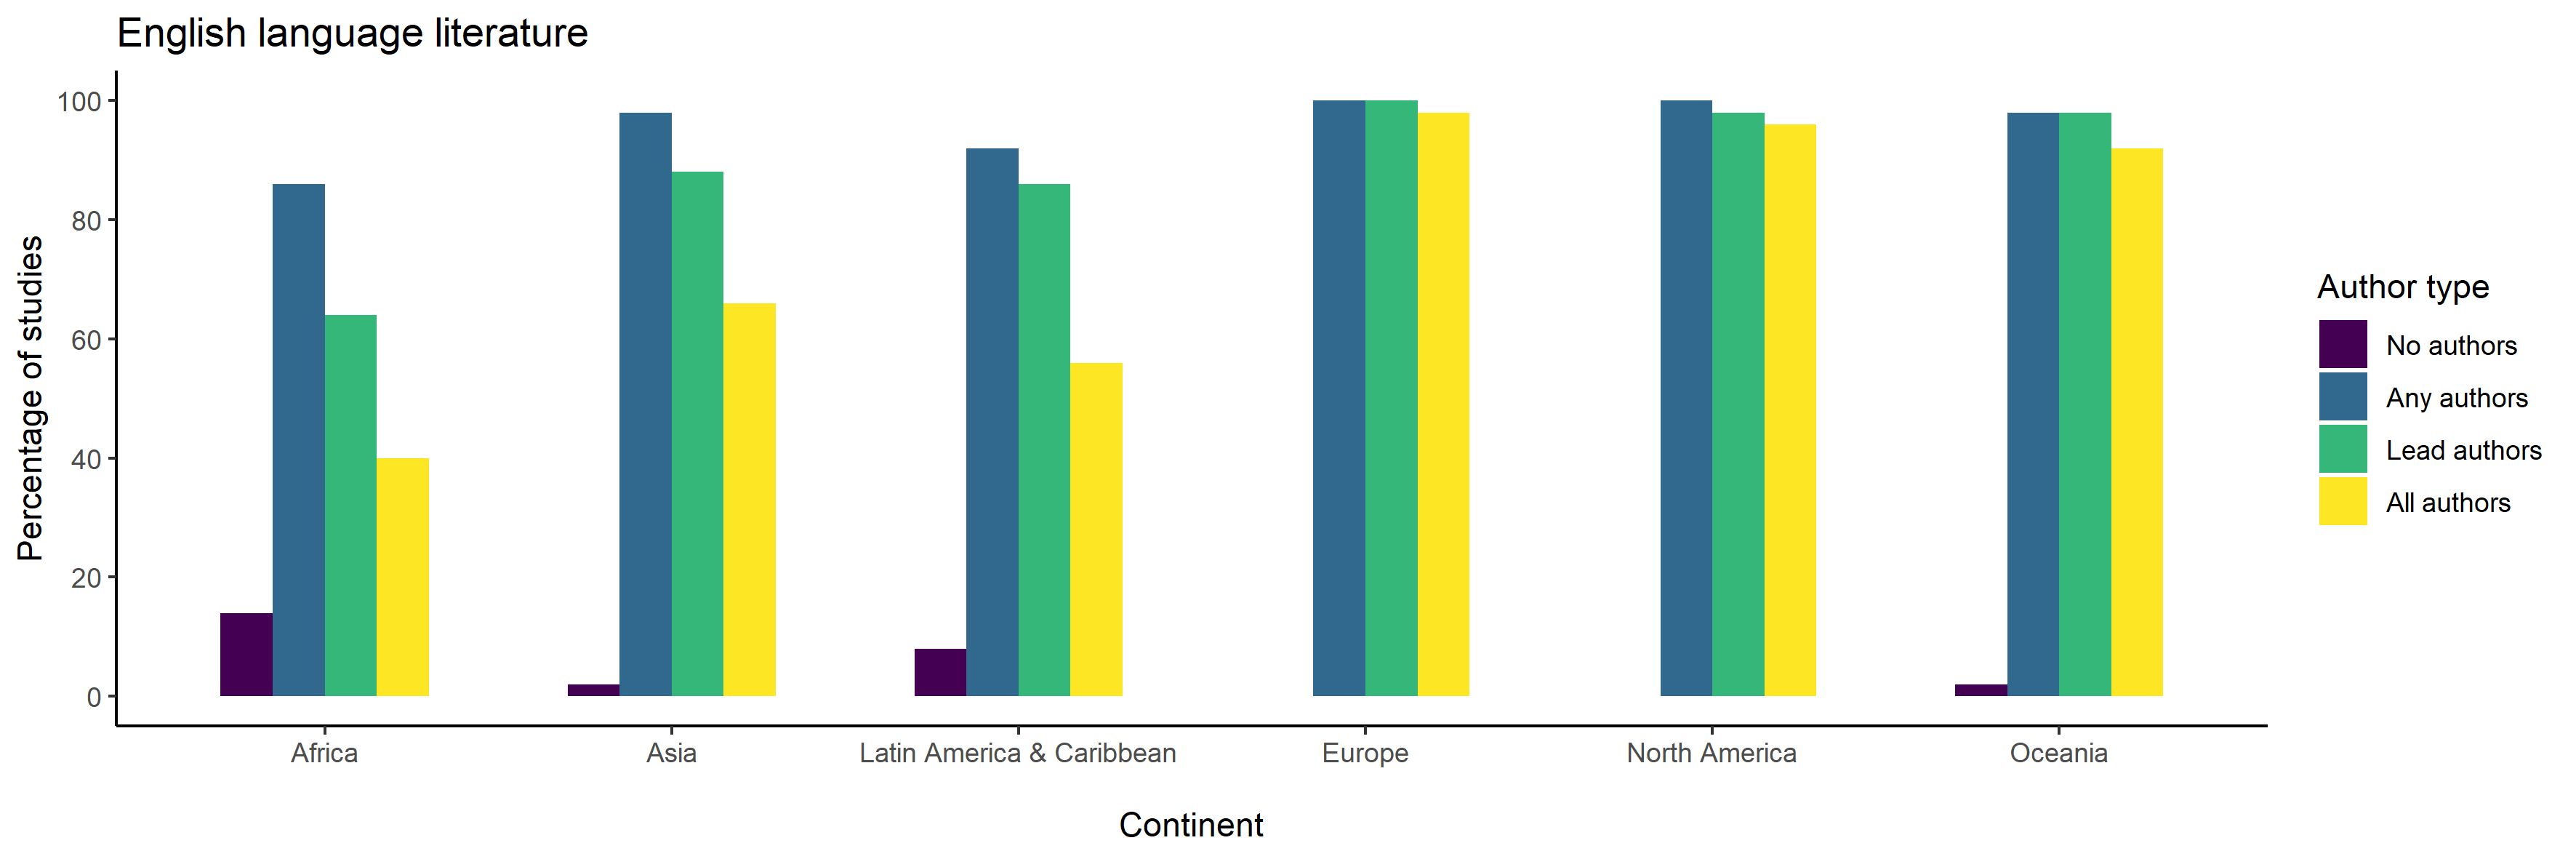 English language literature
Percentage of studies
100
80
60
40
20
0
Africa
Asia
Latin America & Caribbean
Europe
North America
Oceania
Continent
Author type
No authors
Any authors
Lead authors
All authors